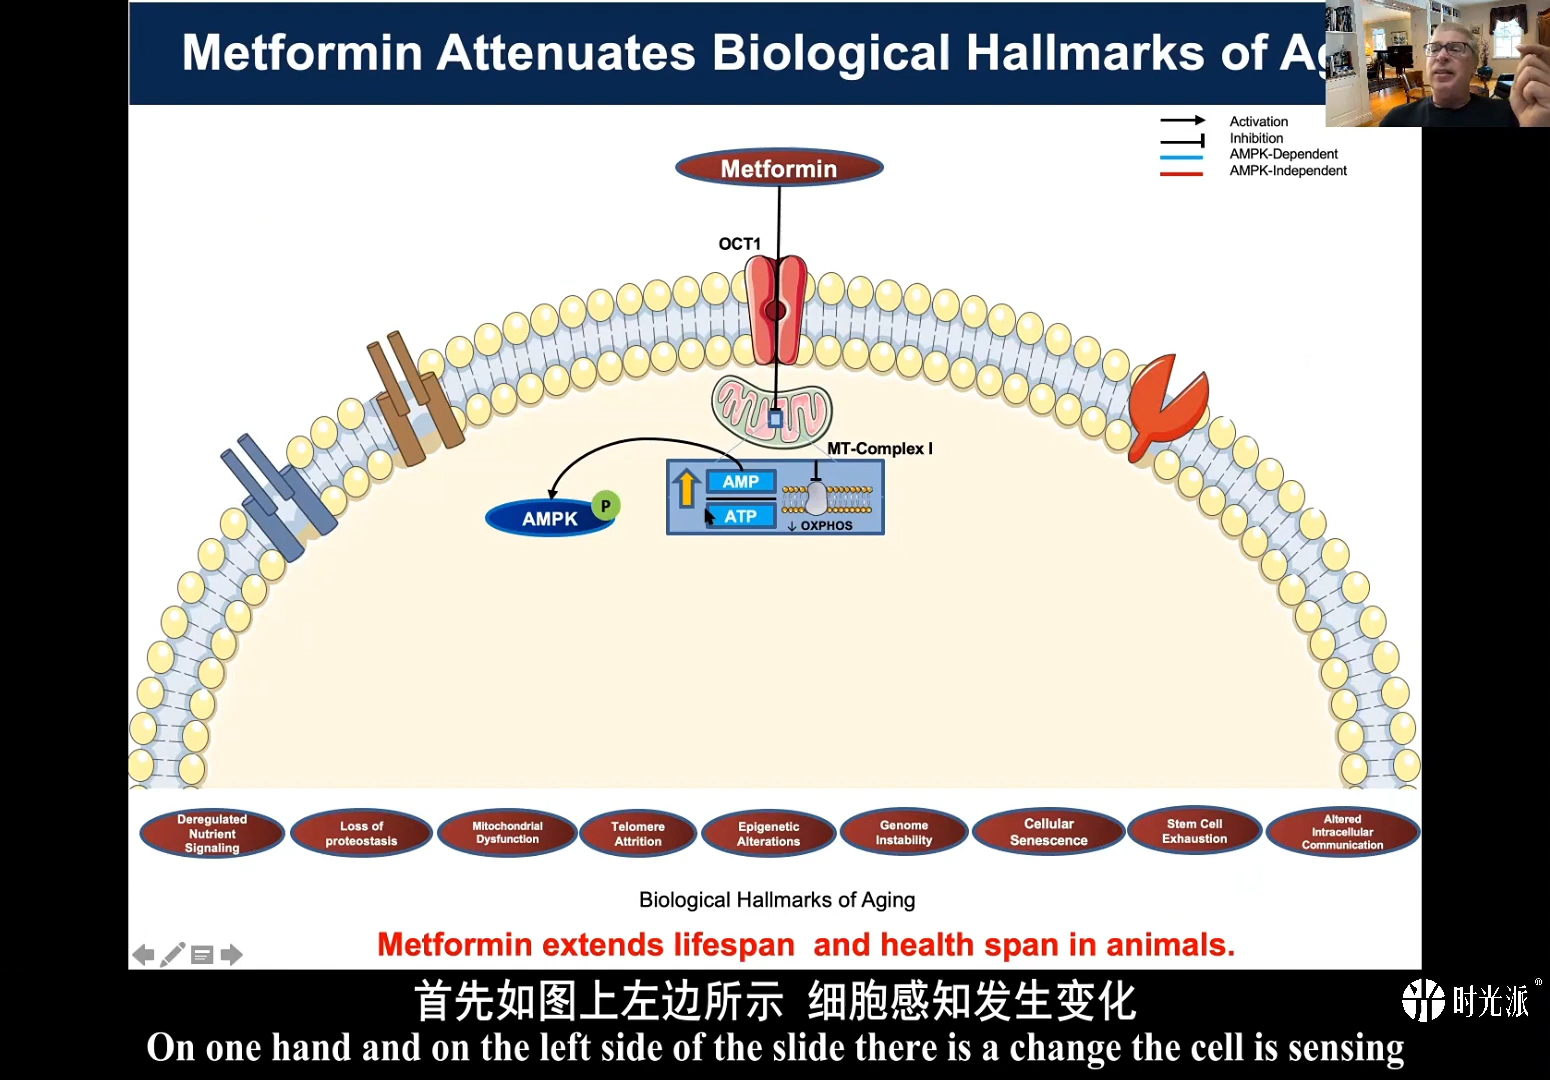 Metformin Attenuates Biological Hallmarks of Ag
Activation
Inhibition
AMPK-Dependent
AMPK-Independent
Metformin
OCT1
MT-Complex I
AMP
ATP
↓ OXPHOS
AMPK
P
Deregulated
Nutrient
Signaling
Loss of
proteostasis
Mitochondrial
Dysfunction
Telomere
Attrition
Epigenetic
Alterations
Genome
Instability
Cellular
Senescence
Stem Cell
Exhaustion
Altered
Intracellular
Communication
Biological Hallmarks of Aging
Metformin extends lifespan and health span in animals.
首先如图上左边所示 细胞感知发生变化
时光派®
On one hand and on the left side of the slide there is a change the cell is sensing